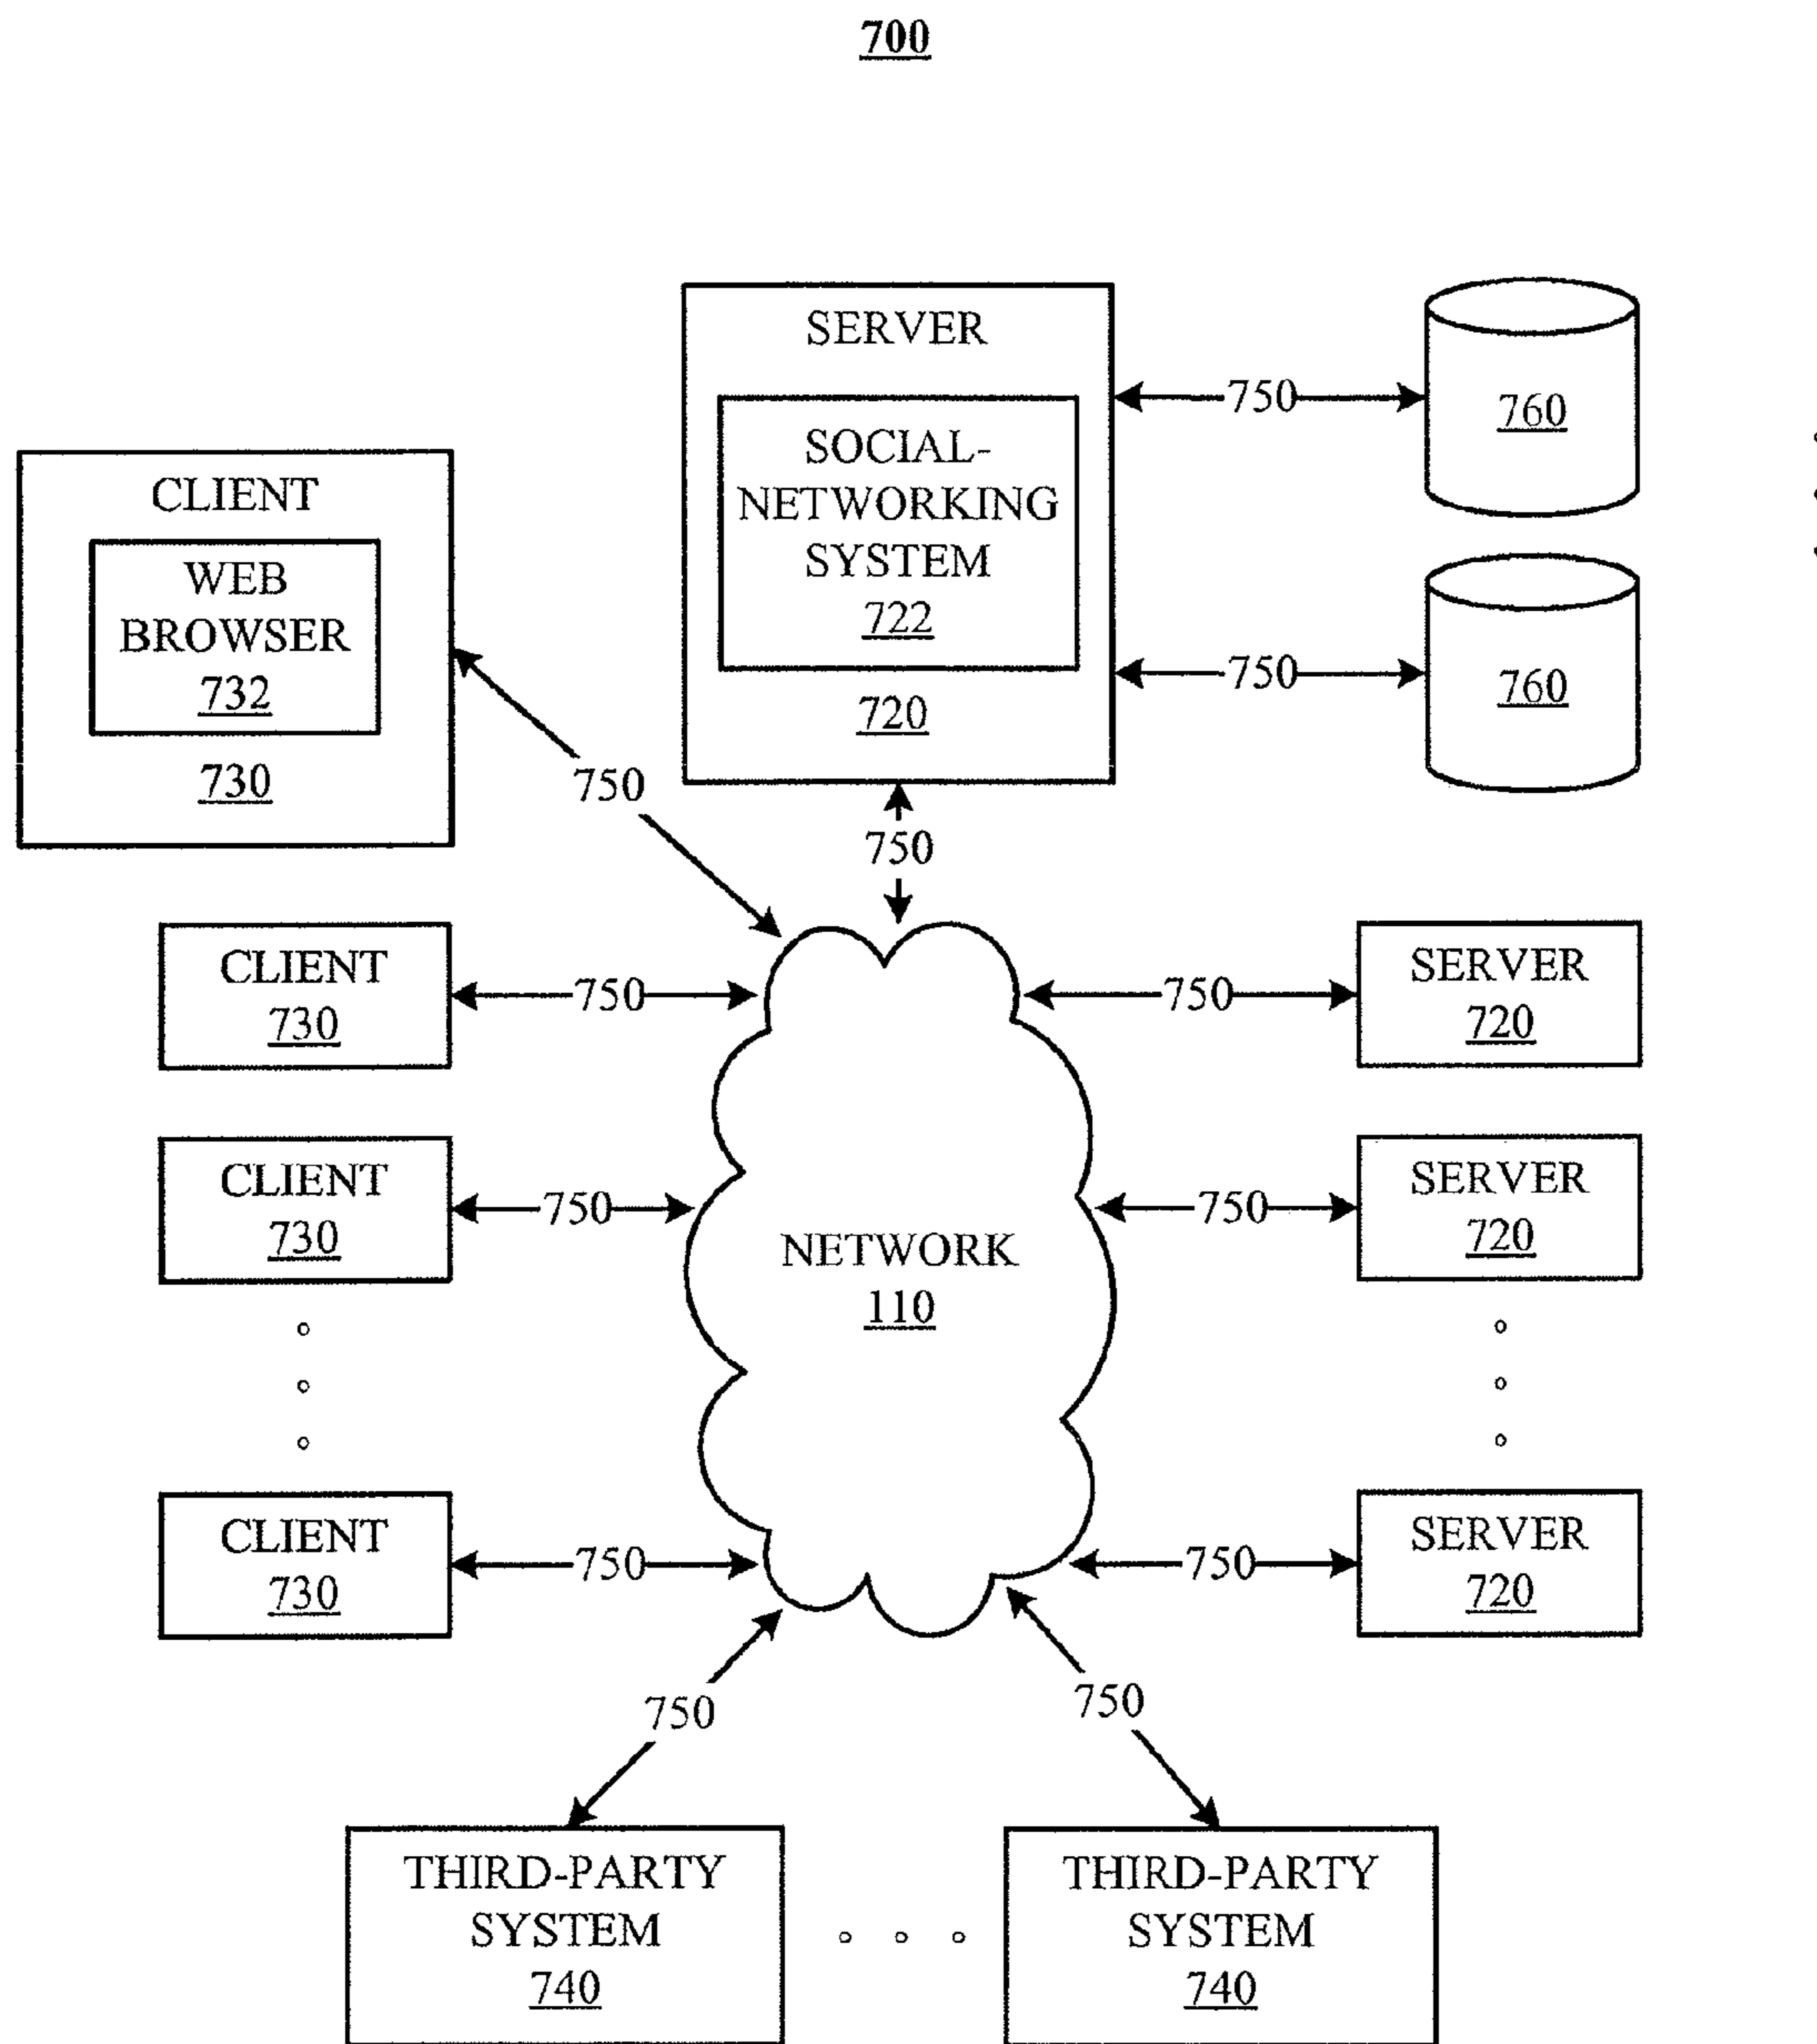 700
SERVER
SOCIAL-
NETWORKING
SYSTEM
722
720
750
760
750
760
CLIENT
WEB
BROWSER
732
730
750
750
CLIENT
730
750
750
SERVER
720
CLIENT
730
750
NETWORK
110
750
SERVER
720
CLIENT
730
750
750
SERVER
720
750
750
THIRD-PARTY
SYSTEM
740
THIRD-PARTY
SYSTEM
740